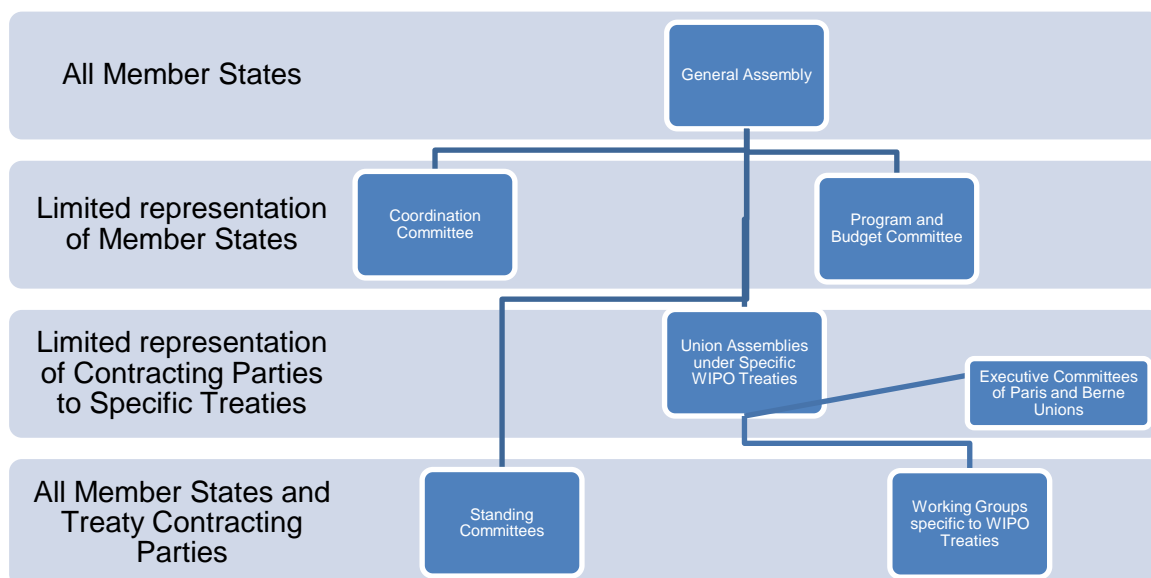 All Member States
General Assembly
Limited representation
of Member States
Coordination
Committee
Program and
Budget Committee
Limited representation
of Contracting Parties
to Specific Treaties
Union Assemblies
under Specific
WIPO Treaties
Executive Committees
of Paris and Berne
Unions
All Member States and
Treaty Contracting
Parties
Standing
Committees
Working Groups
specific to WIPO
Treaties